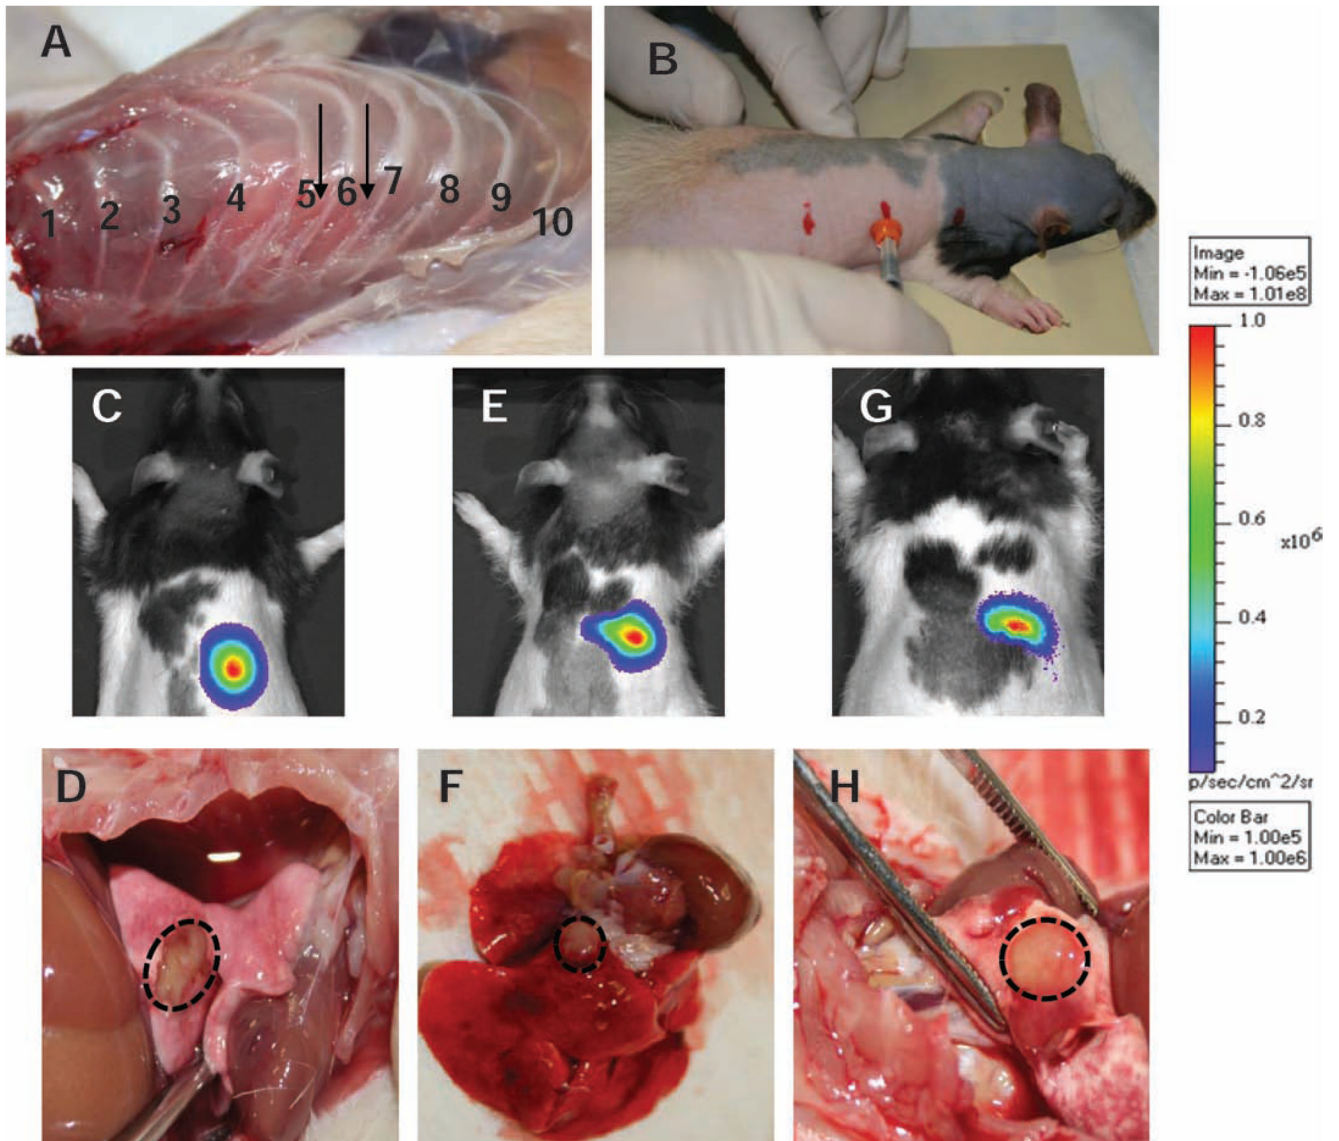 A
B
1 2 3 4 5 6 7 8 9 10
Image
Min = -1.06e5
Max = 1.01e8
C
E
G
1.0
0.8
0.6
x10^6
0.4
0.2
p/sec/cm^2/sr
D
F
H
Color Bar
Min = 1.00e5
Max = 1.00e6